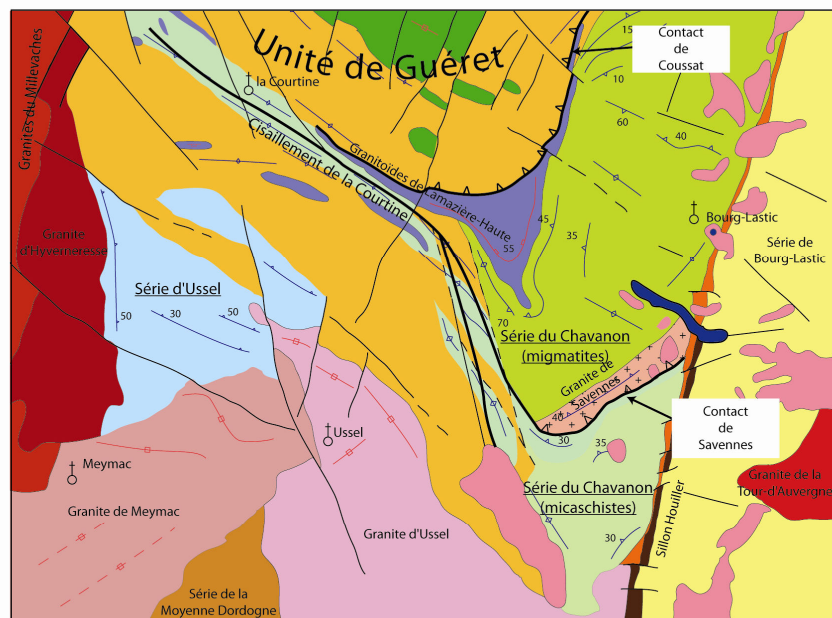 Unité de Guéret
Contact
de
Coussat
15
10
60
40
la Courtine
Granites du Millevaches
Cisaillement de la Courtine
Granitoïdes de Lamazière-Haute
45
35
55
Bourg-Lastic
Série de
Bourg-Lastic
Granite
d'Hyverneresse
Série d'Ussel
50
30
50
70
Série du Chavanon
(migmatites)
Granite de
Savennes
40
30
35
Contact
de
Savennes
Ussel
Meymac
Granite de Meymac
Granite d'Ussel
Série du Chavanon
(micaschistes)
30
Sillon Houiller
Granite de la
Tour-d'Auvergne
Série de la
Moyenne Dordogne